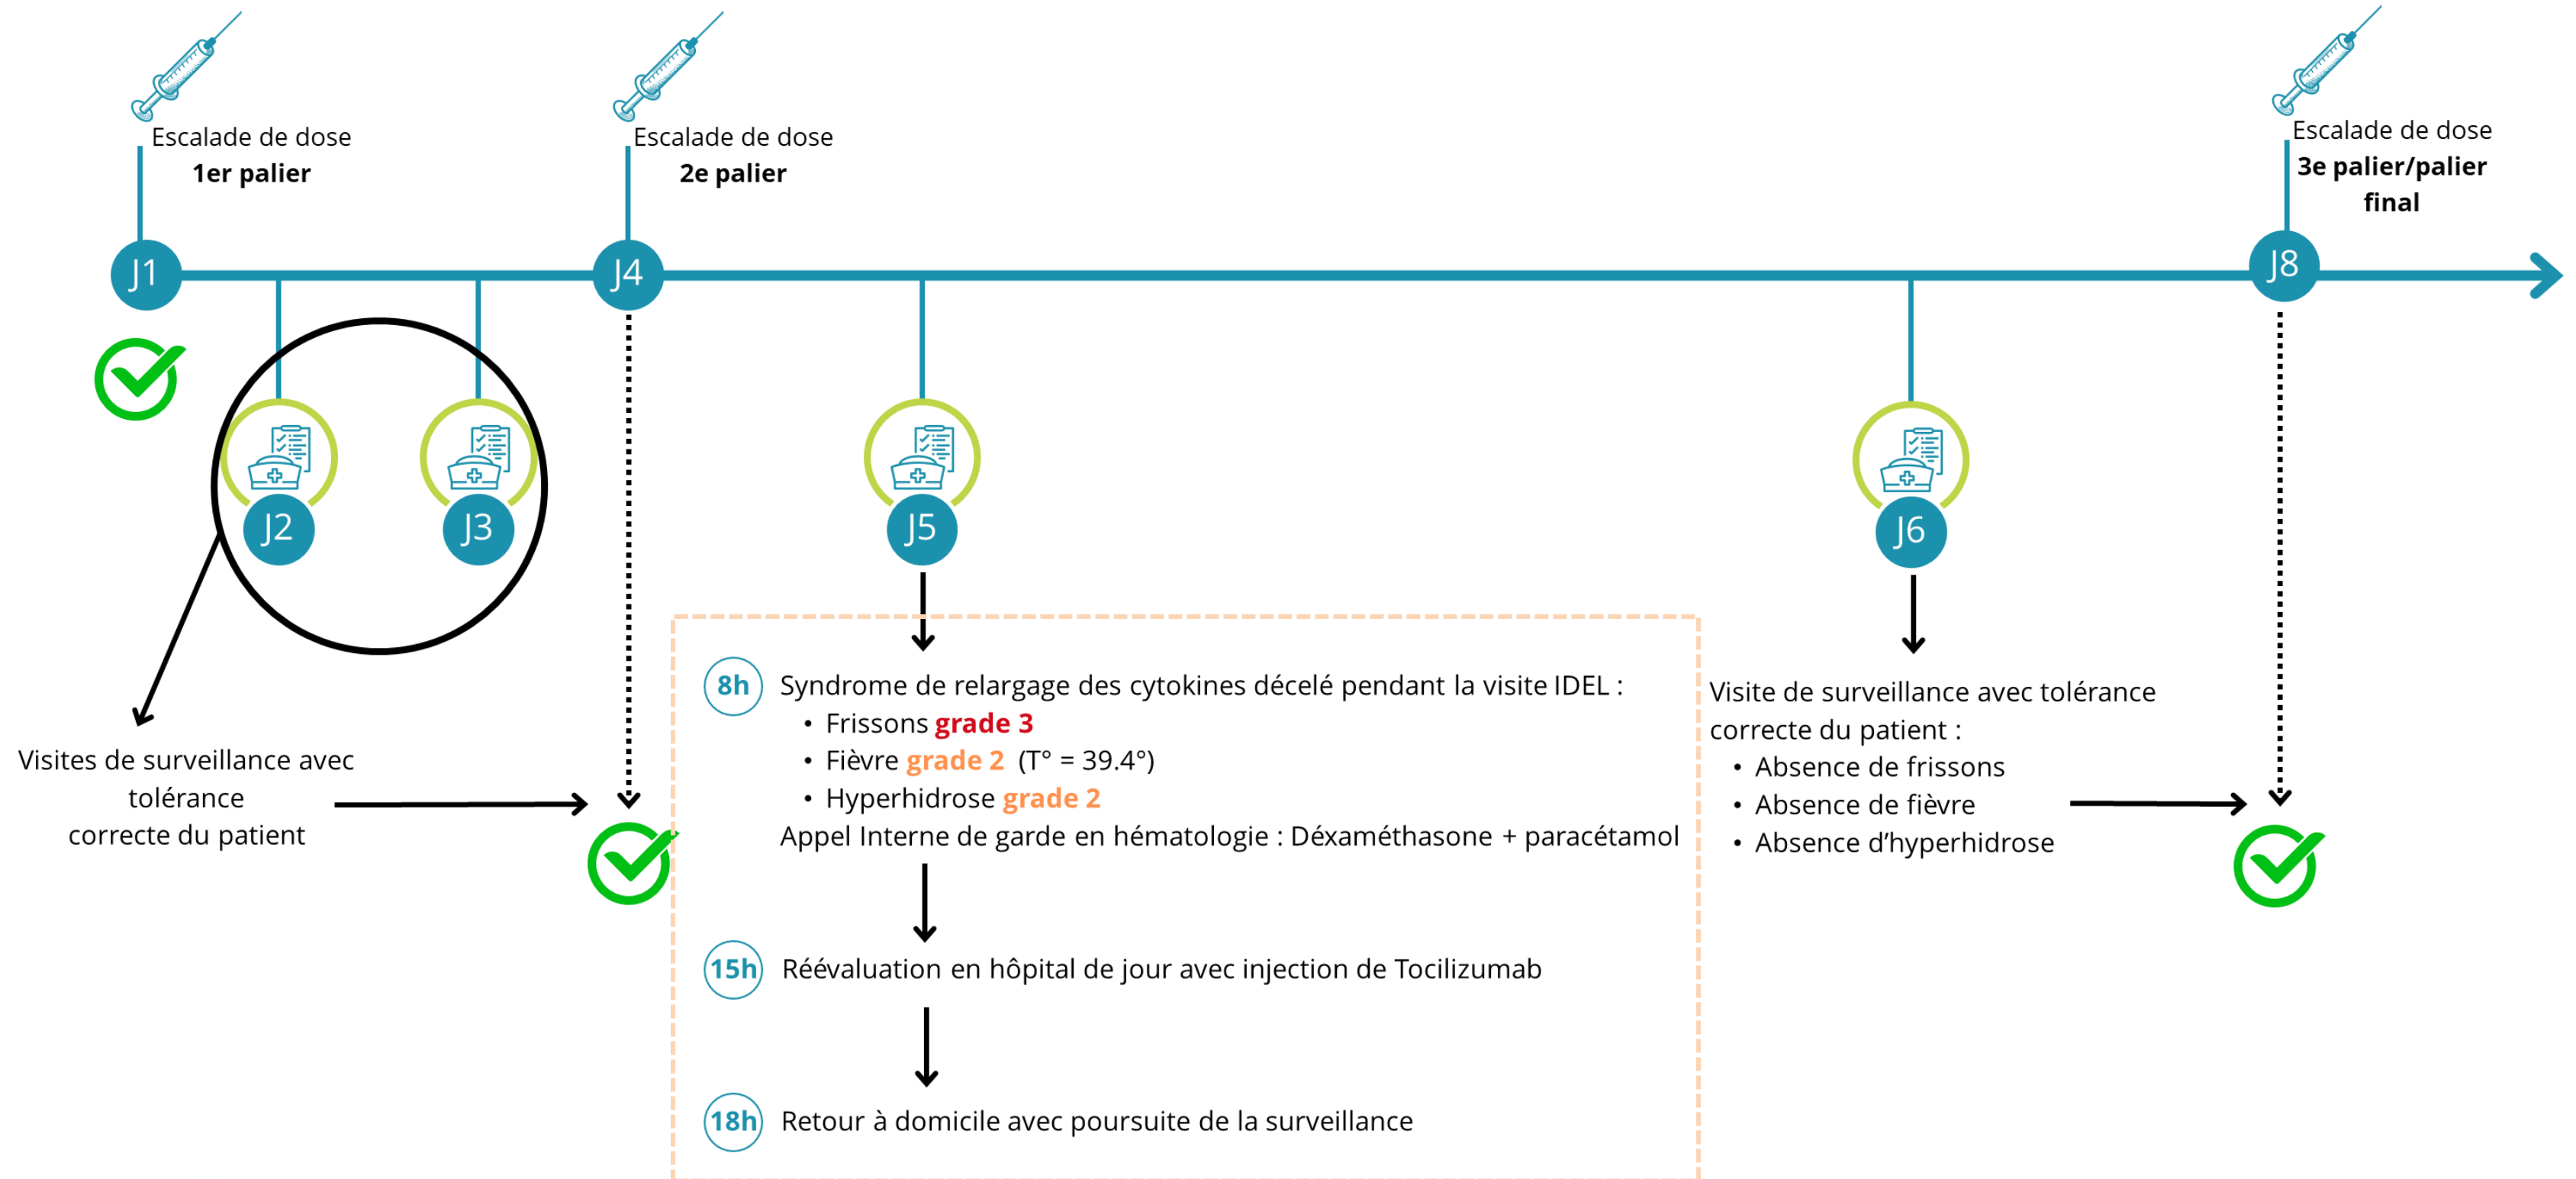 Escalade de dose
1er palier
Escalade de dose
2e palier
Escalade de dose
3e palier/palier
final
J1
J4
J8
J2
J3
J5
J6
Visites de surveillance avec
tolérance
correcte du patient
8h Syndrome de relargage des cytokines décelé pendant la visite IDEL :
• Frissons grade 3
• Fièvre grade 2 (T° = 39.4°)
• Hyperhidrose grade 2
Appel Interne de garde en hématologie : Déxaméthasone + paracétamol
15h Réévaluation en hôpital de jour avec injection de Tocilizumab
18h Retour à domicile avec poursuite de la surveillance
Visite de surveillance avec tolérance
correcte du patient :
• Absence de frissons
• Absence de fièvre
• Absence d’hyperhidrose